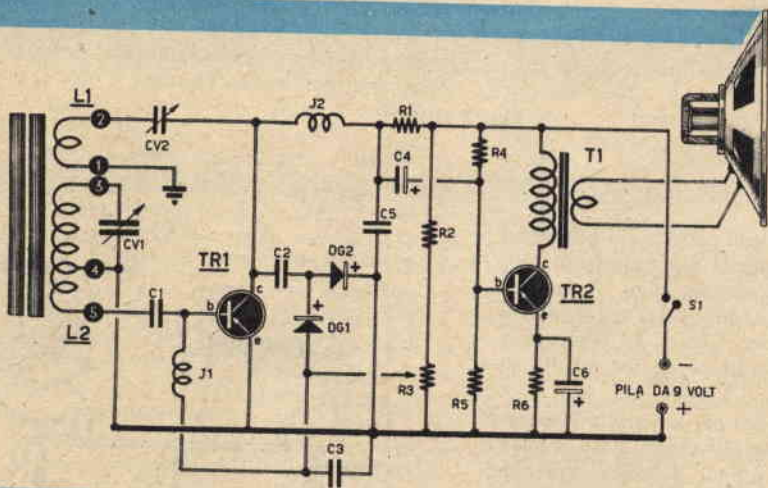 L1
2
CV2
1
3
CV1
4
5
L2
C1
J1
TR1
b
c
e
C2
DG2
+
DG1
+
C3
J2
R1
C4
+
C5
R2
R3
R4
R5
T1
TR2
b
c
e
R6
C6
+
S1
−
PILA DA 9 VOLT
+